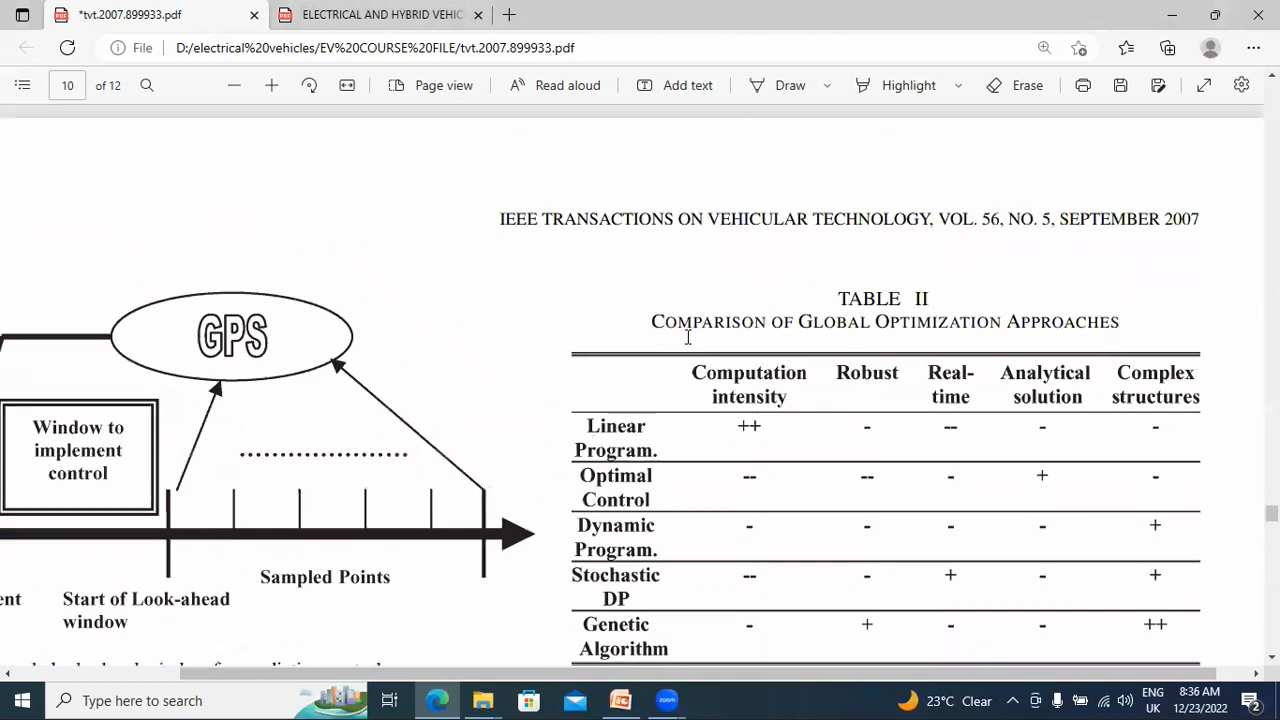 *tvt.2007.899933.pdf
ELECTRICAL AND HYBRID VEHIC
File
D:/electrical%20vehicles/EV%20COURSE%20FILE/tvt.2007.899933.pdf
10 of 12
Page view
Read aloud
Add text
Draw
Highlight
Erase
IEEE TRANSACTIONS ON VEHICULAR TECHNOLOGY, VOL. 56, NO. 5, SEPTEMBER 2007
GPS
Window to
implement
control
Sampled Points
Start of Look-ahead
window
TABLE II
COMPARISON OF GLOBAL OPTIMIZATION APPROACHES
Computation intensity Robust Real-time Analytical solution Complex structures
Linear Program. ++ - -- - -
Optimal Control -- -- - + -
Dynamic Program. - - - - +
Stochastic DP -- - + - +
Genetic Algorithm - + - - ++
Type here to search
23°C Clear
ENG
UK
8:36 AM
12/23/2022
2